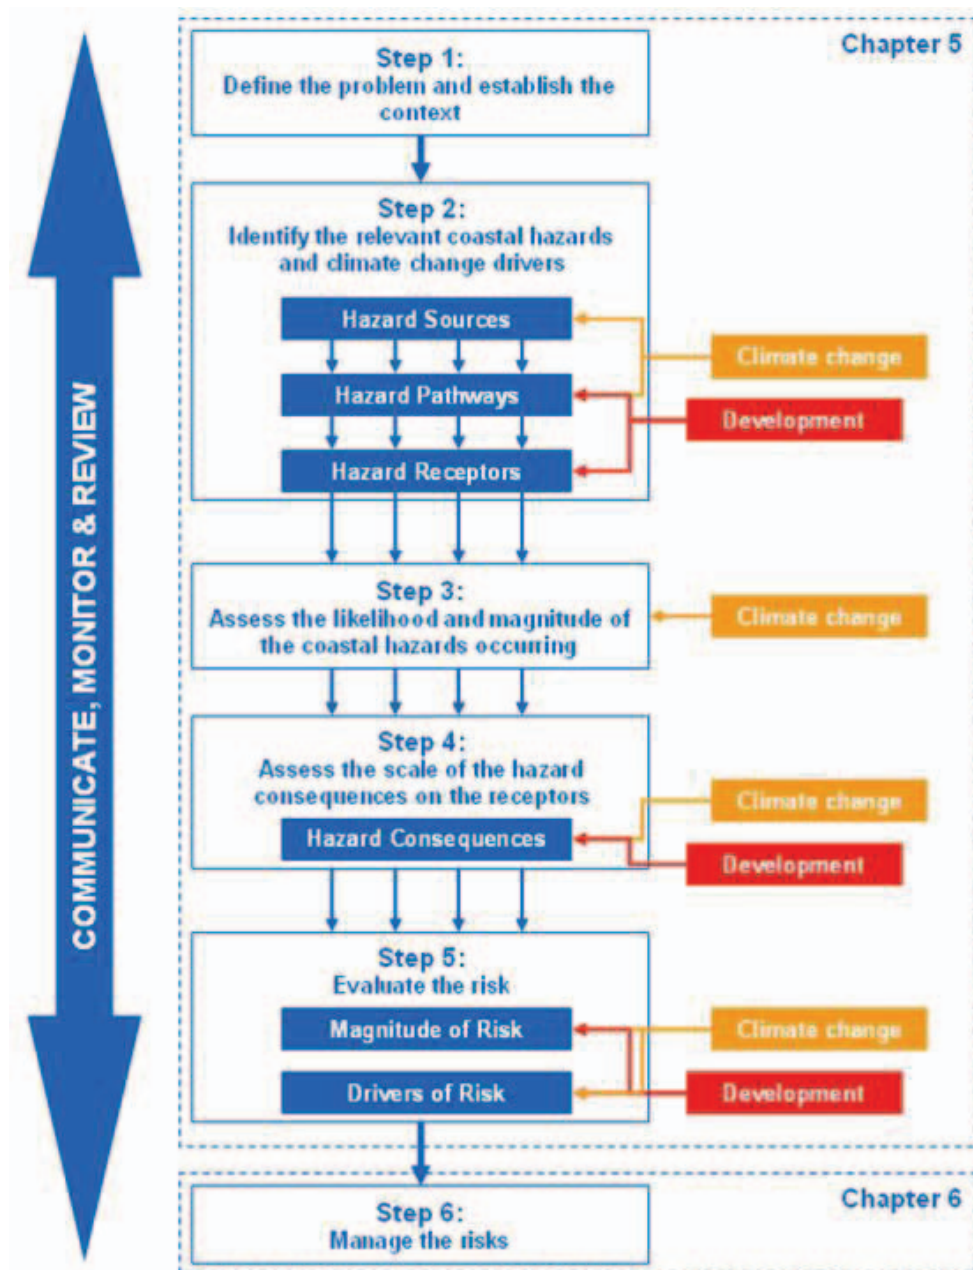 Chapter 5
Step 1:
Define the problem and establish the
context
Step 2:
Identify the relevant coastal hazards
and climate change drivers
Hazard Sources
Climate change
Hazard Pathways
Development
Hazard Receptors
Step 3:
Assess the likelihood and magnitude of
the coastal hazards occurring
Climate change
Step 4:
Assess the scale of the hazard
consequences on the receptors
Climate change
Hazard Consequences
Development
Step 5:
Evaluate the risk
Magnitude of Risk
Climate change
Drivers of Risk
Development
Chapter 6
Step 6:
Manage the risks
COMMUNICATE, MONITOR & REVIEW